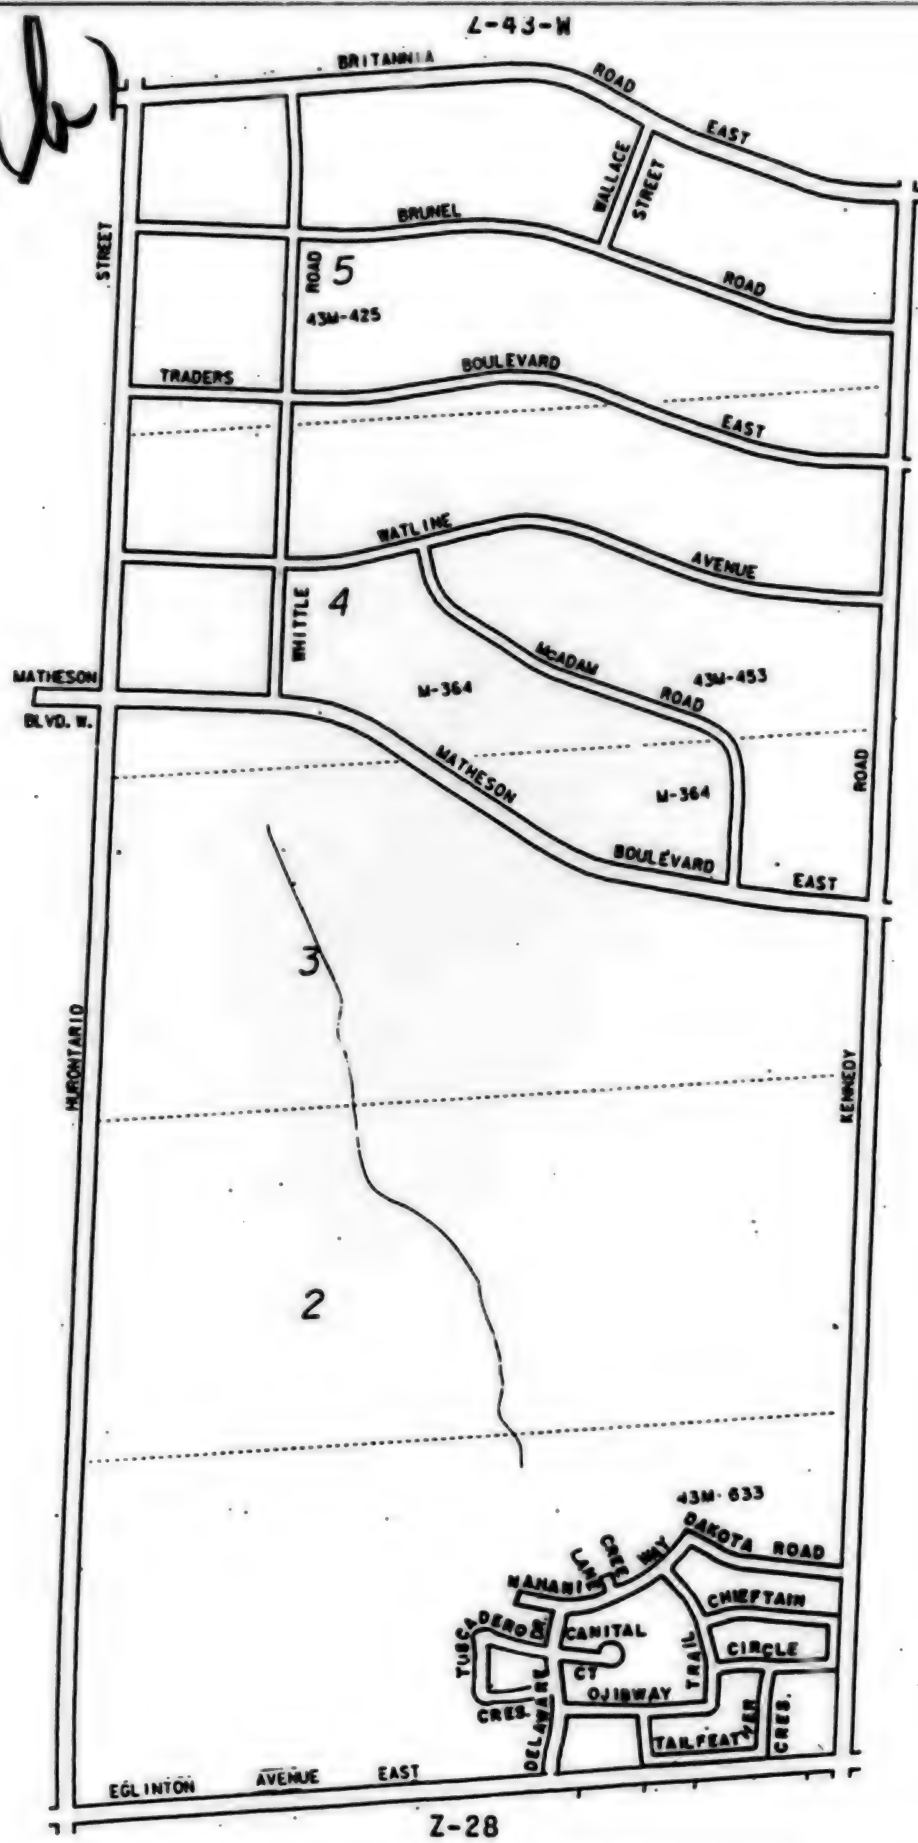 Z-43-W
BRITANNIA ROAD EAST
WALLACE STREET
BRUNEL ROAD
STREET
ROAD 5
43M-425
TRADERS BOULEVARD EAST
WATLINE AVENUE
WHITTLE 4
MATHESON
BLVD. W.
McADAM ROAD
43M-453
M-364
MATHESON BOULEVARD EAST
M-364
ROAD
3
HURONTARIO
KENNEDY
2
43M-633
DAKOTA ROAD
CREE LANE
NAHANI WAY
CHIEFTAIN
TUSCADERO
DR.
CANITAL
CT
TRAIL
CIRCLE
OJIBWAY
CRES.
DELAWARE
TAILFEATHER
CRES.
EGLINTON AVENUE EAST
Z-28